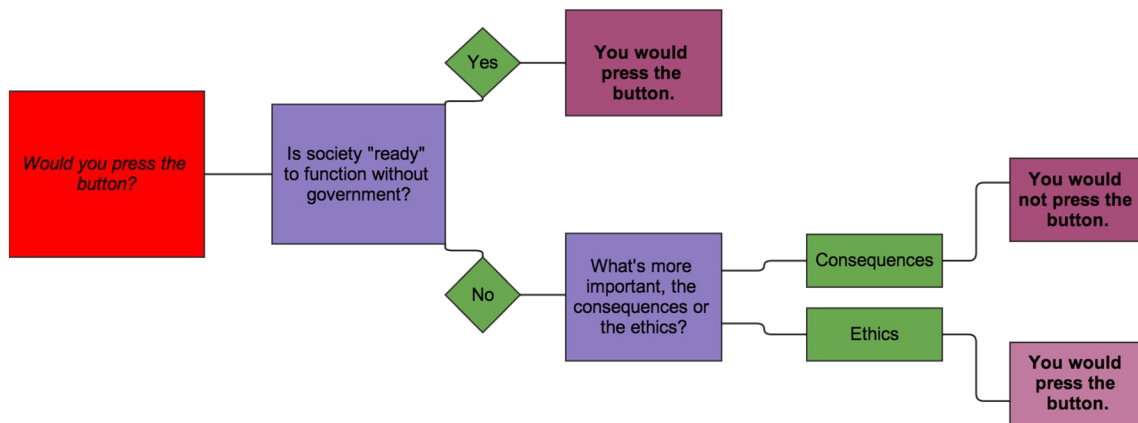 Would you press the
button?
Is society "ready"
to function without
government?
Yes
You would
press the
button.
No
What's more
important, the
consequences or
the ethics?
Consequences
You would
not press the
button.
Ethics
You would
press the
button.